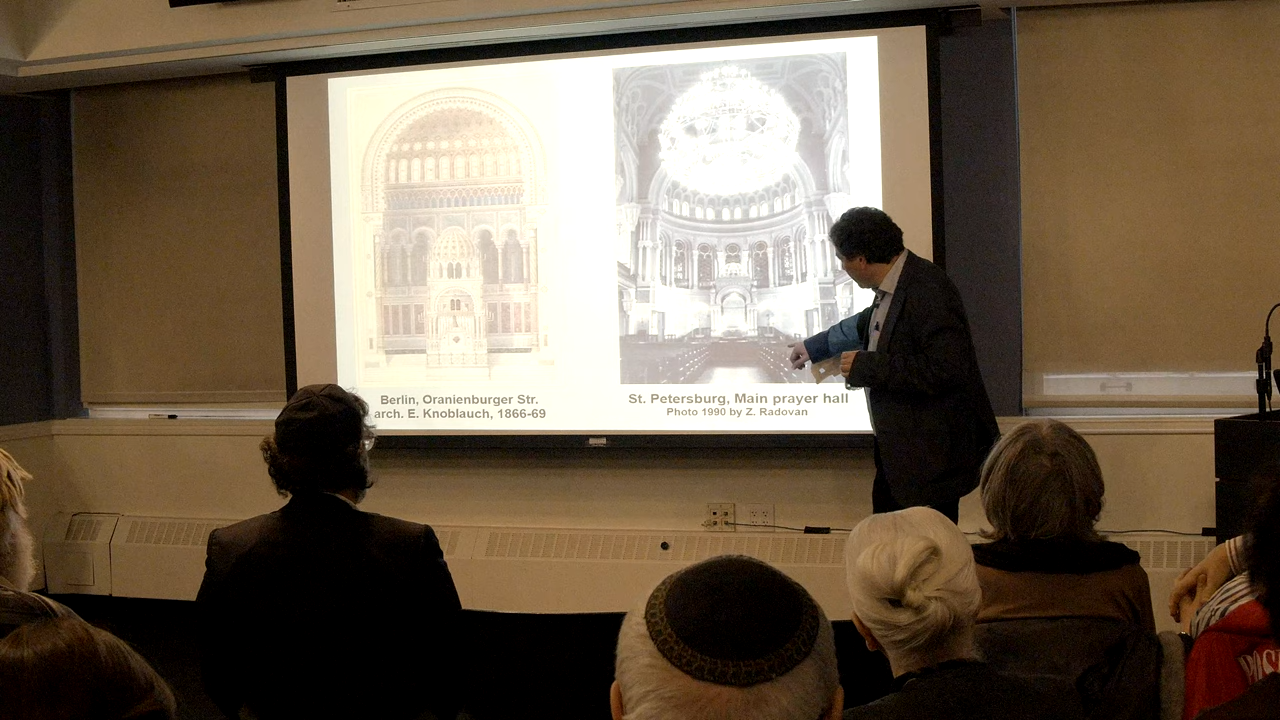 Berlin, Oranienburger Str.
arch. E. Knoblauch, 1866-69
St. Petersburg, Main prayer hall
Photo 1990 by Z. Radovan